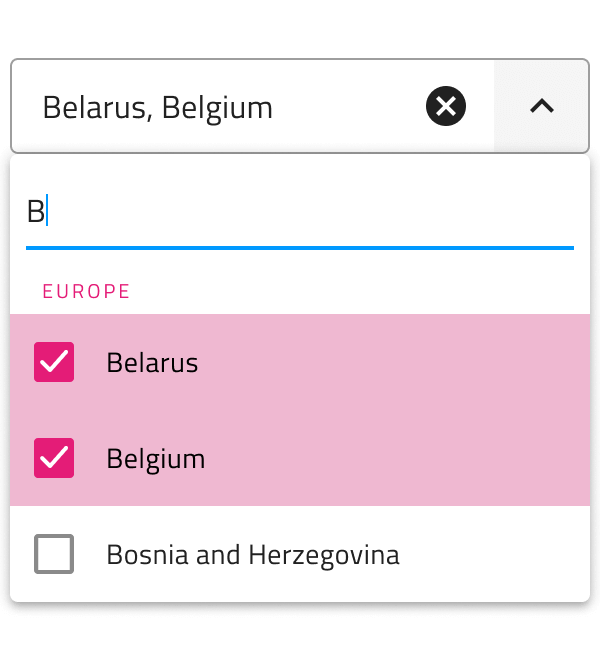 Belarus, Belgium
B
EUROPE
Belarus
Belgium
Bosnia and Herzegovina